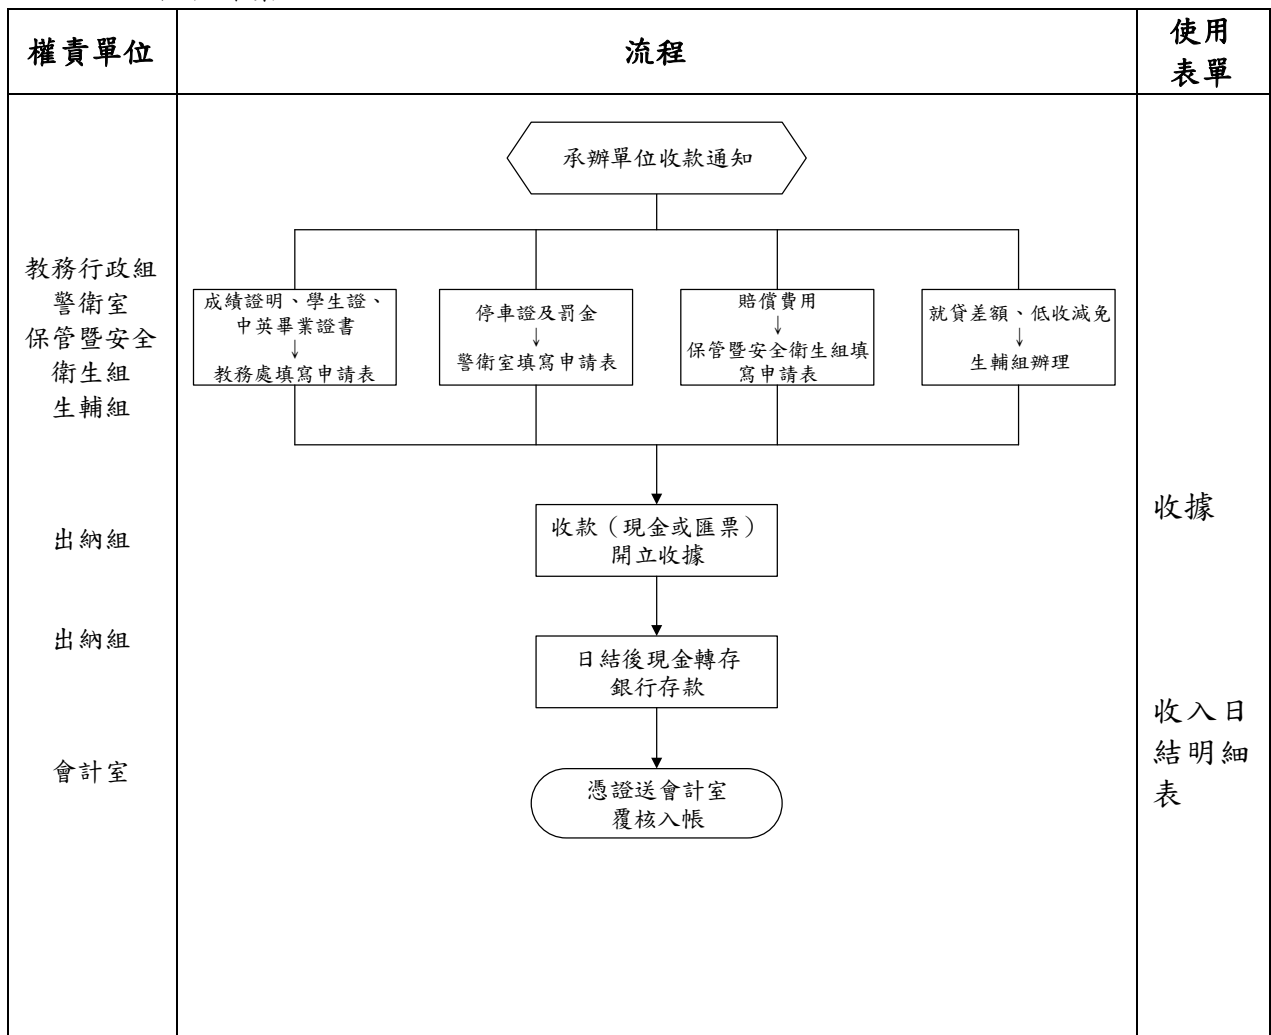 權責單位
流程
使用
表單
承辦單位收款通知
教務行政組
警衛室
保管暨安全
衛生組
生輔組
成績證明、學生證、
中英畢業證書
↓
教務處填寫申請表
停車證及罰金
↓
警衛室填寫申請表
賠償費用
↓
保管暨安全衛生組填
寫申請表
就貸差額、低收減免
↓
生輔組辦理
出納組
收款（現金或匯票）
開立收據
收據
出納組
日結後現金轉存
銀行存款
會計室
憑證送會計室
覆核入帳
收入日
結明細
表